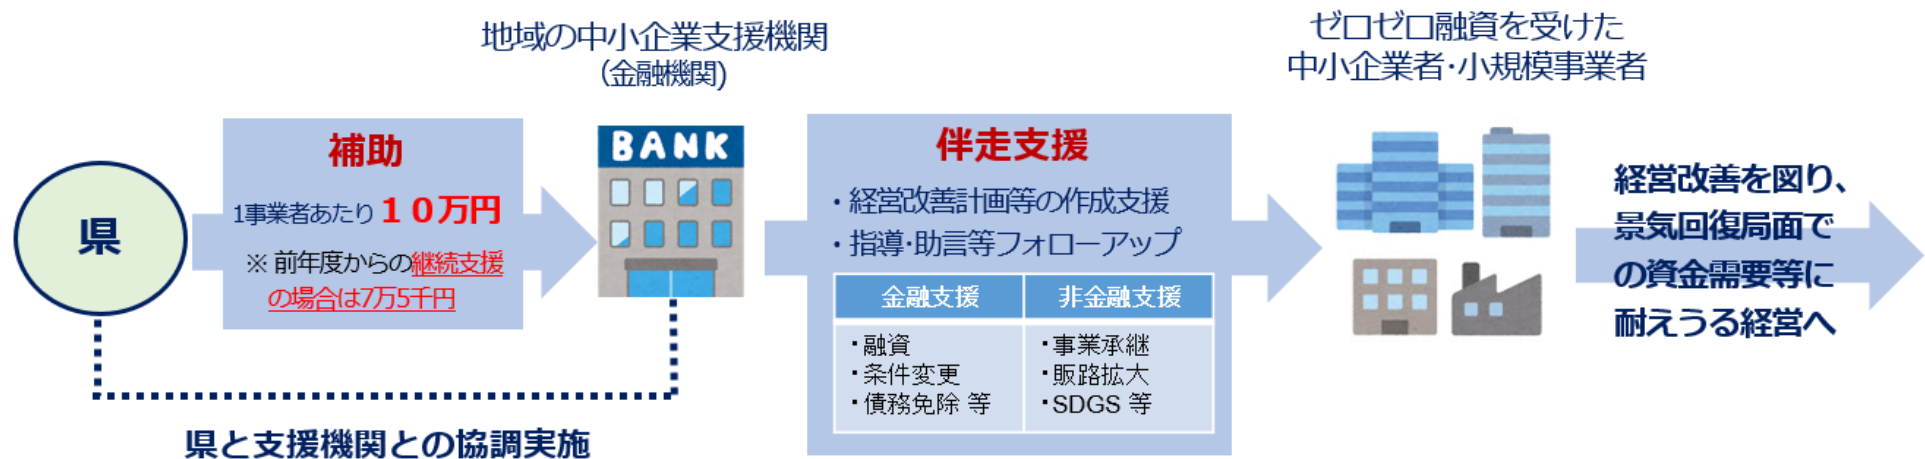 地域の中小企業支援機関
(金融機関)
ゼロゼロ融資を受けた
中小企業者・小規模事業者
県
補助
1事業者あたり １０万円
※ 前年度からの継続支援
の場合は7万5千円
BANK
伴走支援
・経営改善計画等の作成支援
・指導・助言等フォローアップ
金融支援
非金融支援
・融資
・条件変更
・債務免除 等
・事業承継
・販路拡大
・SDGS 等
経営改善を図り、
景気回復局面で
の資金需要等に
耐えうる経営へ
県と支援機関との協調実施